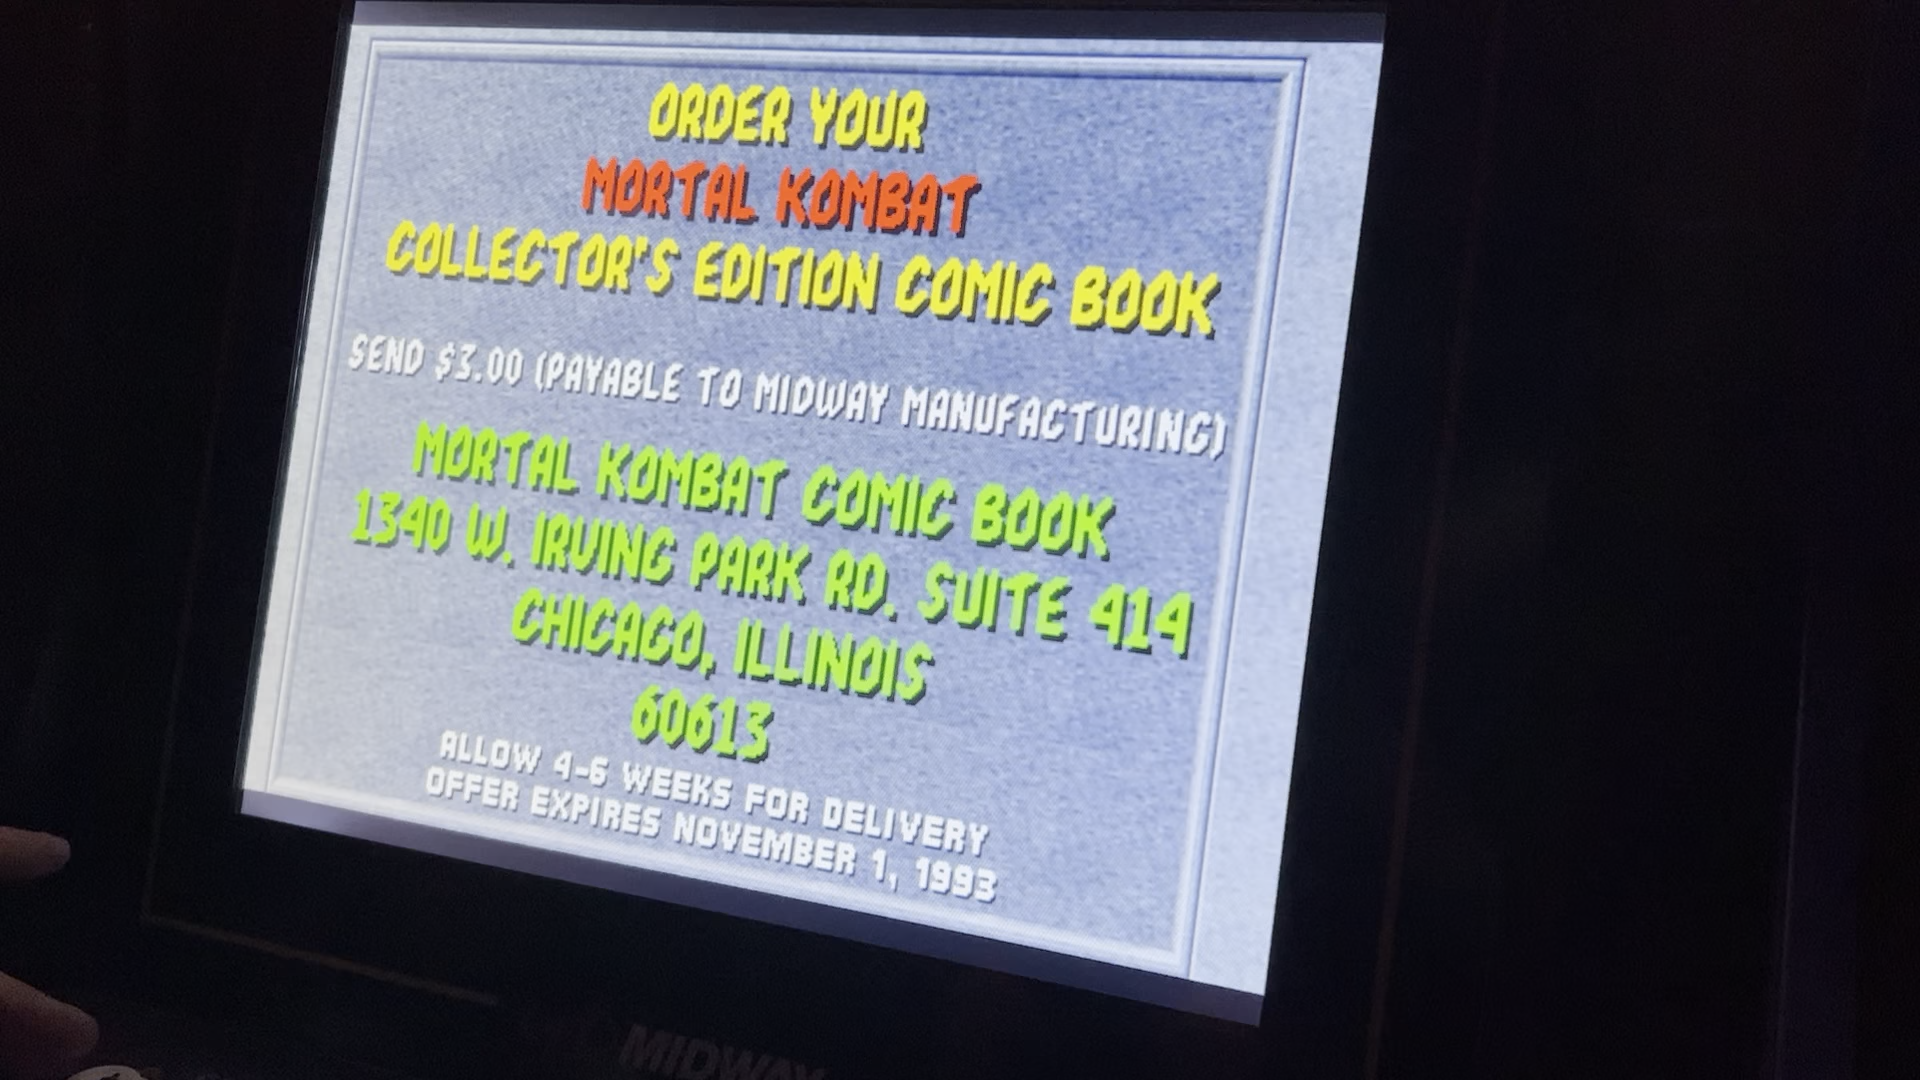 ORDER YOUR
MORTAL KOMBAT
COLLECTOR'S EDITION COMIC BOOK
SEND $3.00 (PAYABLE TO MIDWAY MANUFACTURING)
MORTAL KOMBAT COMIC BOOK
1340 W. IRVING PARK RD. SUITE 414
CHICAGO, ILLINOIS
60613
ALLOW 4-6 WEEKS FOR DELIVERY
OFFER EXPIRES NOVEMBER 1, 1993
MIDWAY